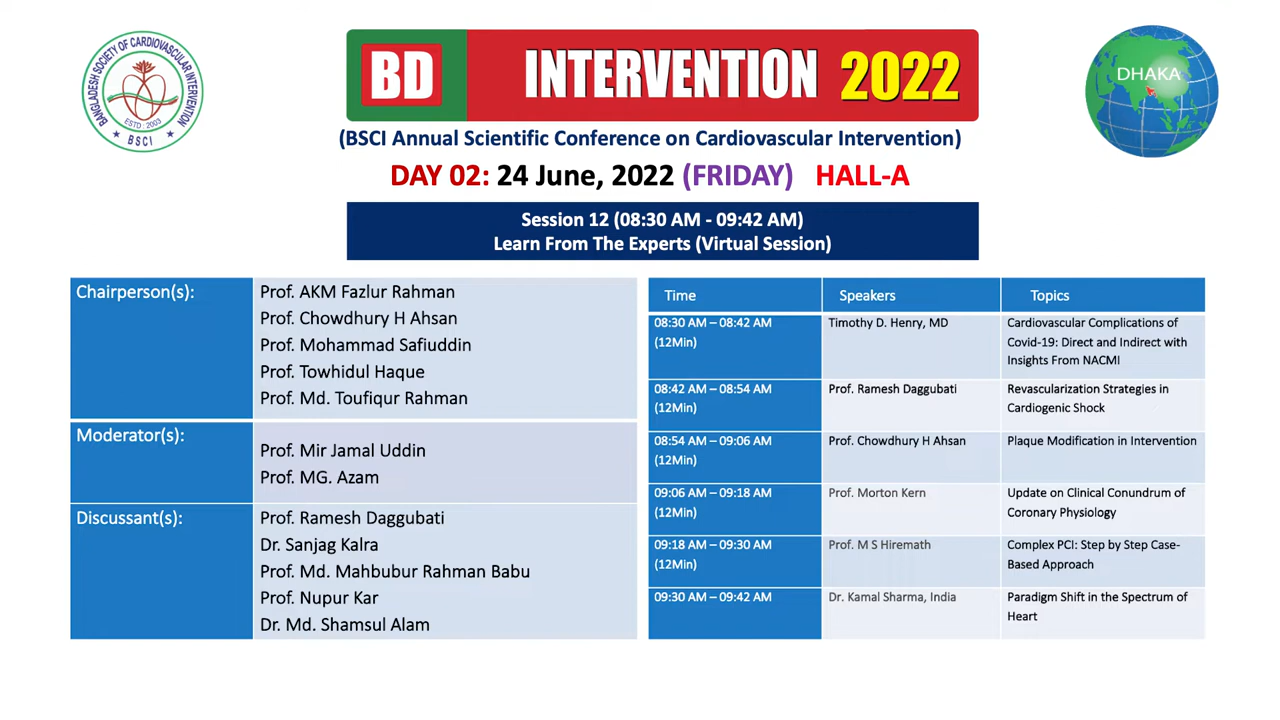 BANGLADESH SOCIETY OF CARDIOVASCULAR INTERVENTION
ESTD : 2003
BSCI
BD INTERVENTION 2022
DHAKA
(BSCI Annual Scientific Conference on Cardiovascular Intervention)
DAY 02: 24 June, 2022 (FRIDAY) HALL-A
Session 12 (08:30 AM - 09:42 AM)
Learn From The Experts (Virtual Session)
Chairperson(s):
Prof. AKM Fazlur Rahman
Prof. Chowdhury H Ahsan
Prof. Mohammad Safiuddin
Prof. Towhidul Haque
Prof. Md. Toufiqur Rahman
Moderator(s):
Prof. Mir Jamal Uddin
Prof. MG. Azam
Discussant(s):
Prof. Ramesh Daggubati
Dr. Sanjag Kalra
Prof. Md. Mahbubur Rahman Babu
Prof. Nupur Kar
Dr. Md. Shamsul Alam
Time Speakers Topics
08:30 AM – 08:42 AM
(12Min)
Timothy D. Henry, MD
Cardiovascular Complications of
Covid-19: Direct and Indirect with
Insights From NACMI
08:42 AM – 08:54 AM
(12Min)
Prof. Ramesh Daggubati
Revascularization Strategies in
Cardiogenic Shock
08:54 AM – 09:06 AM
(12Min)
Prof. Chowdhury H Ahsan
Plaque Modification in Intervention
09:06 AM – 09:18 AM
(12Min)
Prof. Morton Kern
Update on Clinical Conundrum of
Coronary Physiology
09:18 AM – 09:30 AM
(12Min)
Prof. M S Hiremath
Complex PCI: Step by Step Case-
Based Approach
09:30 AM – 09:42 AM
Dr. Kamal Sharma, India
Paradigm Shift in the Spectrum of
Heart